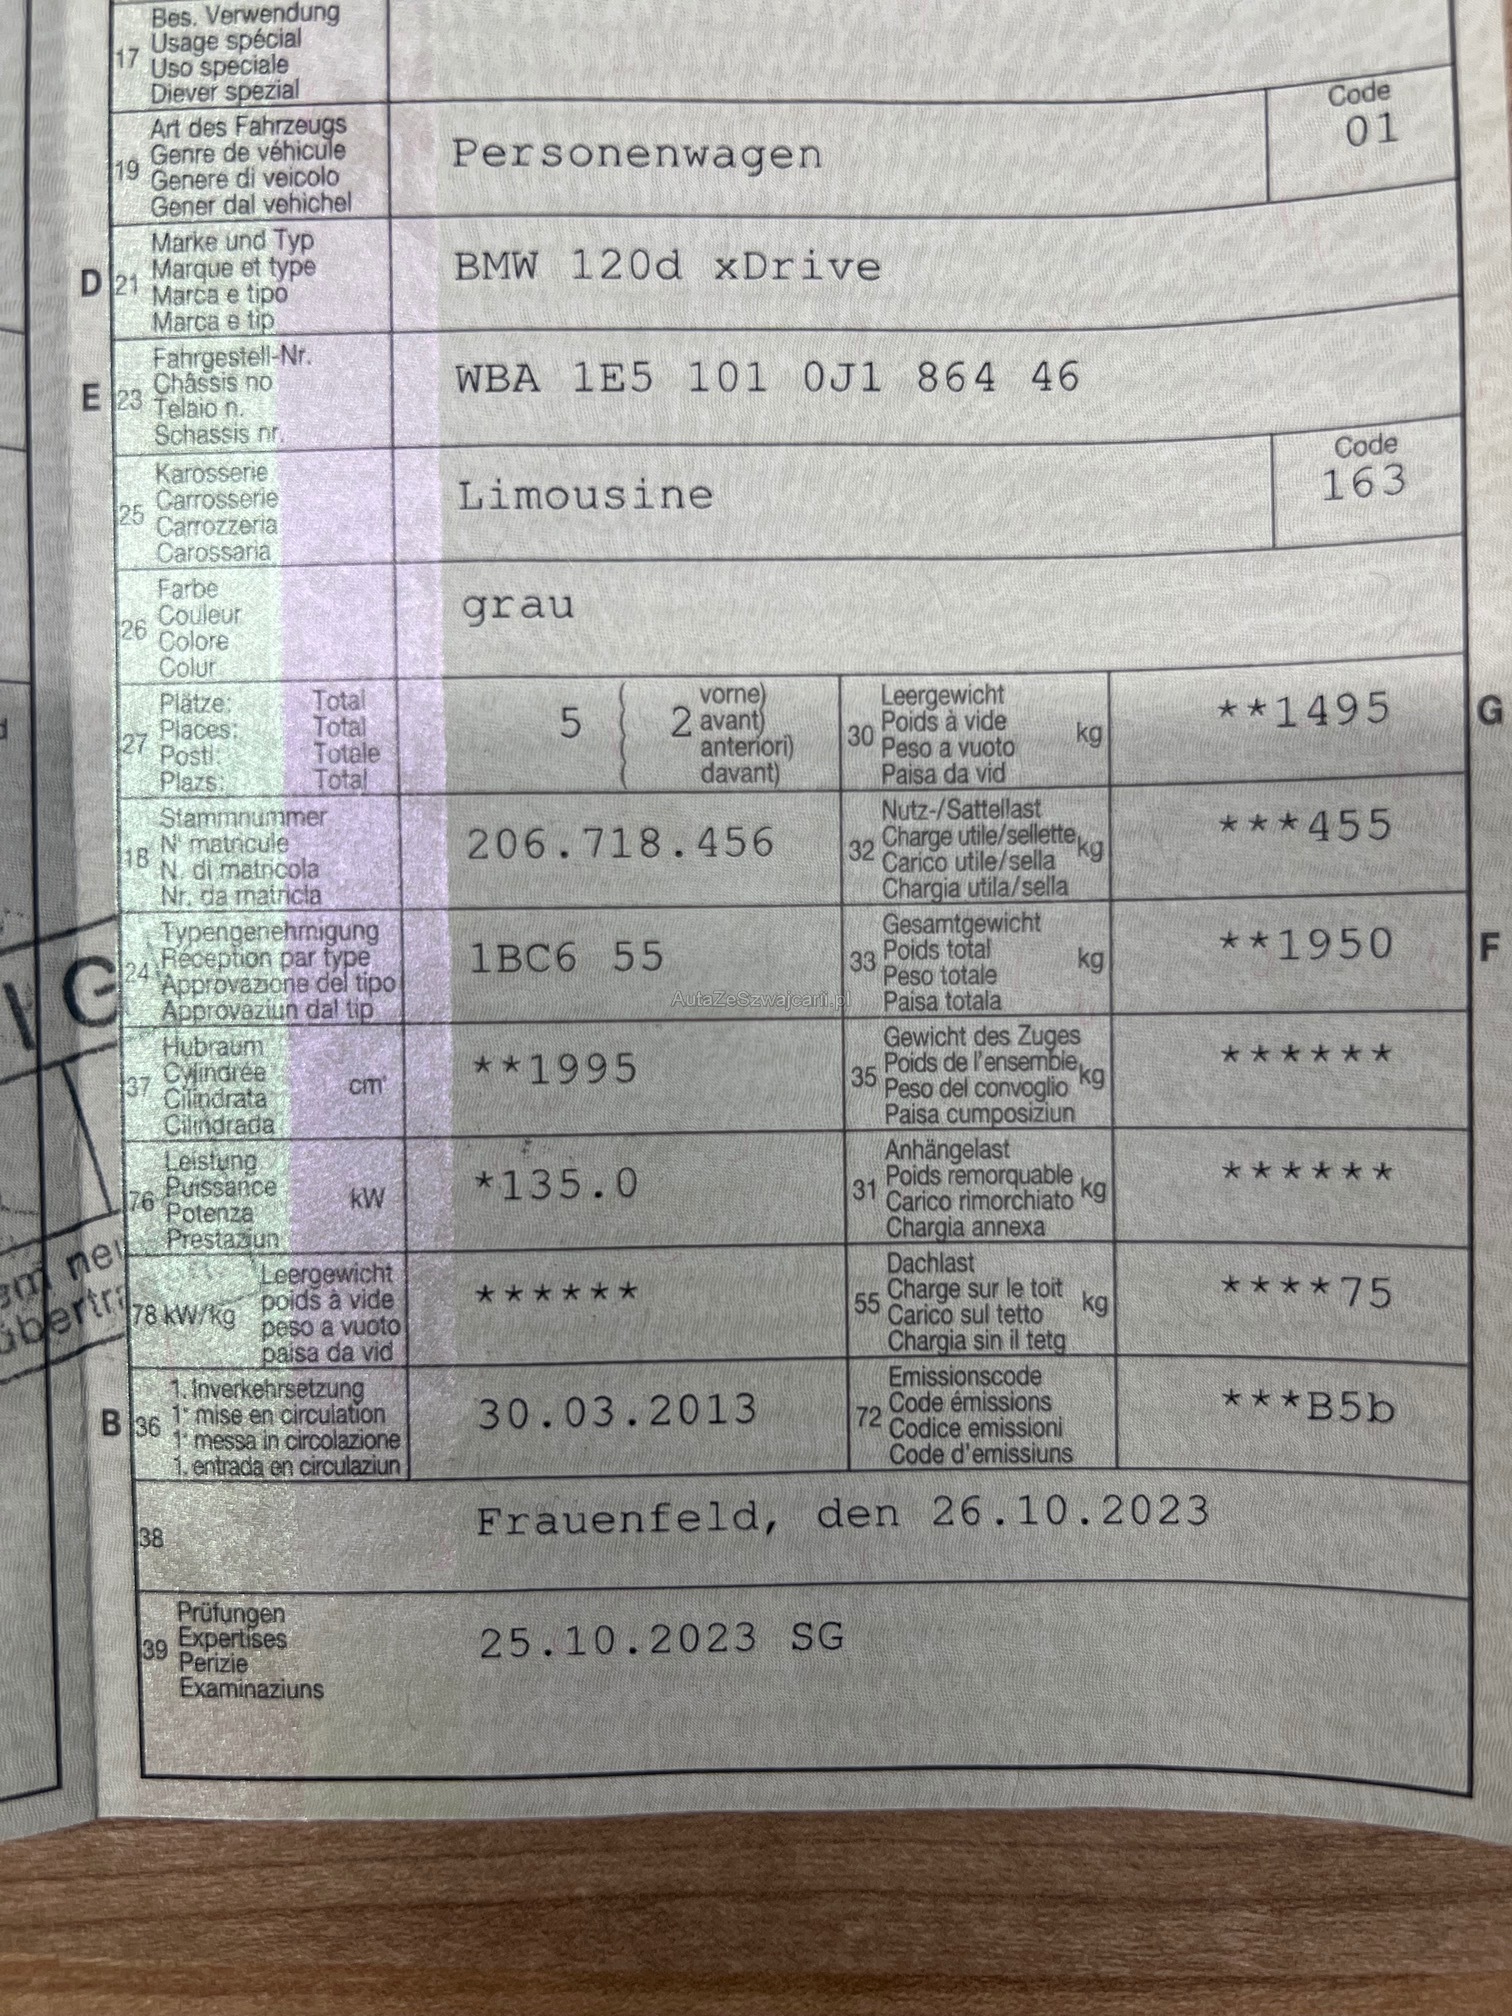 17 Bes. Verwendung
Usage spécial
Uso speciale
Diever spezial
19 Art des Fahrzeugs
Genre de véhicule
Genere di veicolo
Gener dal vehichel
Personenwagen
Code
01
D 21 Marke und Typ
Marque et type
Marca e tipo
Marca e tip
BMW 120d xDrive
E 23 Fahrgestell-Nr.
Châssis no
Telaio n.
Schassis nr.
WBA 1E5 101 0J1 864 46
25 Karosserie
Carrosserie
Carrozzeria
Carossaria
Limousine
Code
163
26 Farbe
Couleur
Colore
Colur
grau
27 Plätze: Total
Places: Total
Posti: Totale
Plazs: Total
5 ( 2 vorne)
( avant)
( anteriori)
( davant)
30 Leergewicht
Poids à vide kg
Peso a vuoto
Paisa da vid
**1495
G
18 Stammnummer
N° matricule
N. di matricola
Nr. da matricla
206.718.456
32 Nutz-/Sattellast
Charge utile/sellette kg
Carico utile/sella
Chargia utila/sella
***455
24 Typengenehmigung
Réception par type
Approvazione del tipo
Approvaziun dal tip
1BC6 55
33 Gesamtgewicht
Poids total kg
Peso totale
Paisa totala
**1950
F
37 Hubraum
Cylindrée cm³
Cilindrata
Cilindrada
**1995
35 Gewicht des Zuges
Poids de l'ensemble kg
Peso del convoglio
Paisa cumposiziun
******
76 Leistung
Puissance kW
Potenza
Prestaziun
*135.0
31 Anhängelast
Poids remorquable kg
Carico rimorchiato
Chargia annexa
******
78 kW/kg Leergewicht
poids à vide
peso a vuoto
paisa da vid
******
55 Dachlast
Charge sur le toit kg
Carico sul tetto
Chargia sin il tetg
****75
B 36 1. Inverkehrsetzung
1ʳᵉ mise en circulation
1ª messa in circolazione
1. entrada en circulaziun
30.03.2013
72 Emissionscode
Code émissions
Codice emissioni
Code d'emissiuns
***B5b
38
Frauenfeld, den 26.10.2023
39 Prüfungen
Expertises
Perizie
Examinaziuns
25.10.2023 SG
AutaZeSzwajcarii.pl